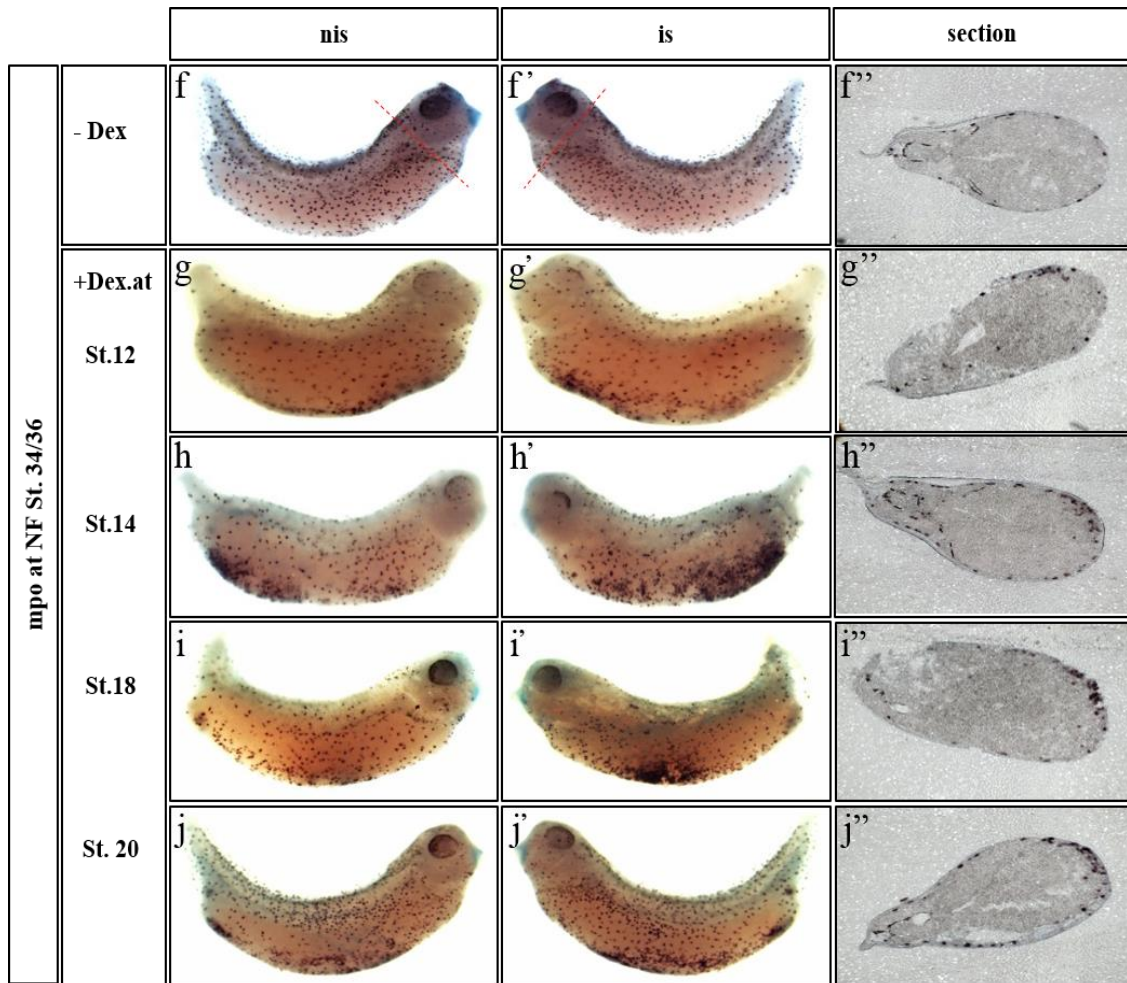 nis is section
mpo at NF St. 34/36
- Dex
f f' f''
+Dex.at
St.12
g g' g''
St.14
h h' h''
St.18
i i' i''
St. 20
j j' j''